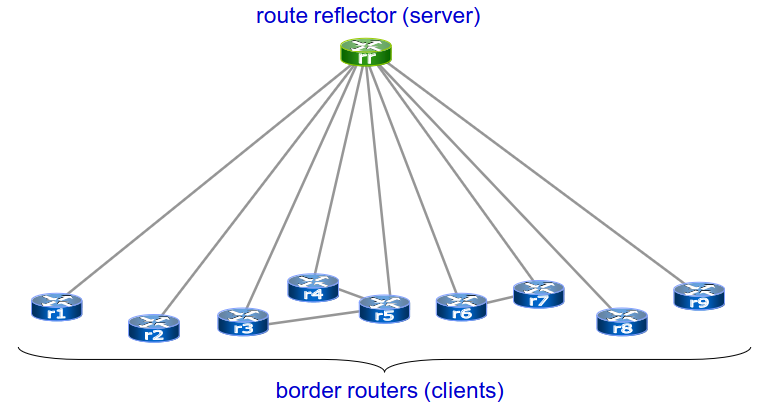 route reflector (server)
rr
r1
r2
r3
r4
r5
r6
r7
r8
r9
border routers (clients)